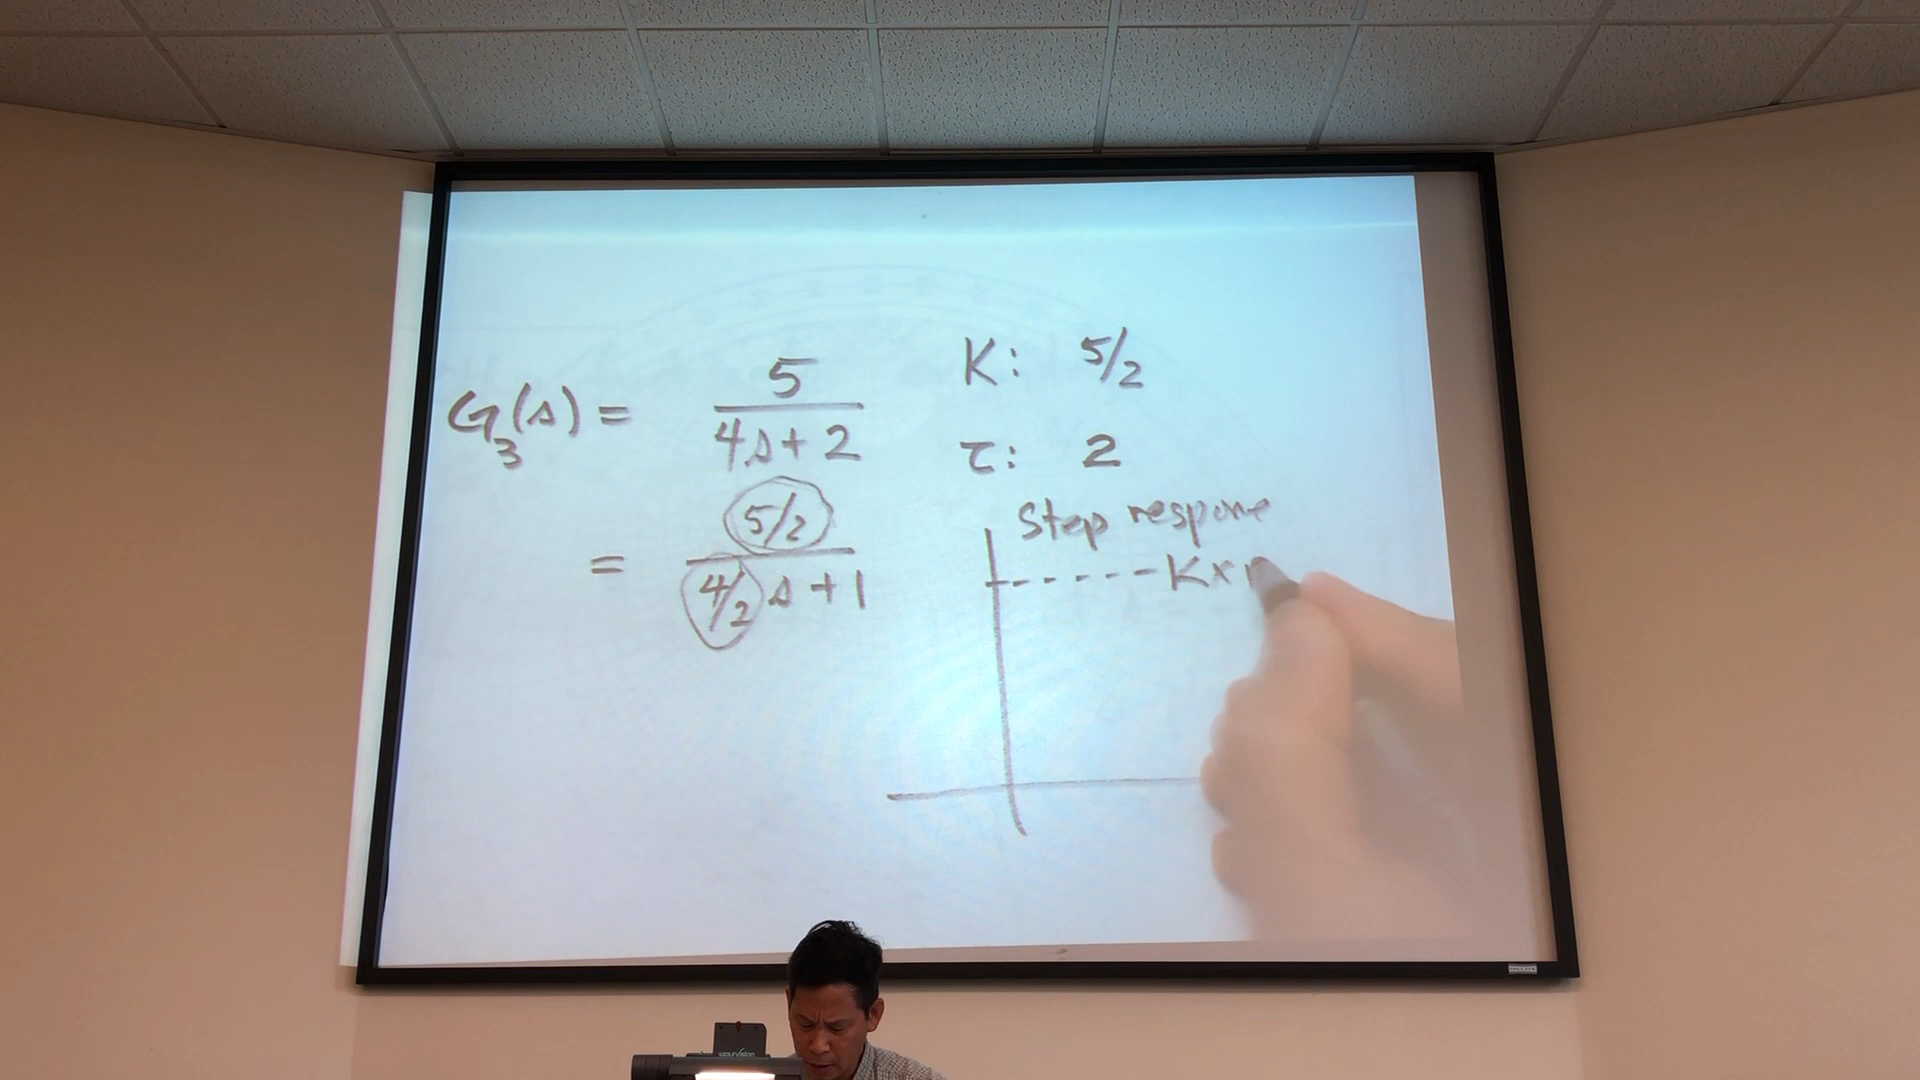 G₃(s) = 5 / (4s + 2)
= (5/2) / (4/2 s + 1)
K: 5/2
τ: 2
Step response
K×